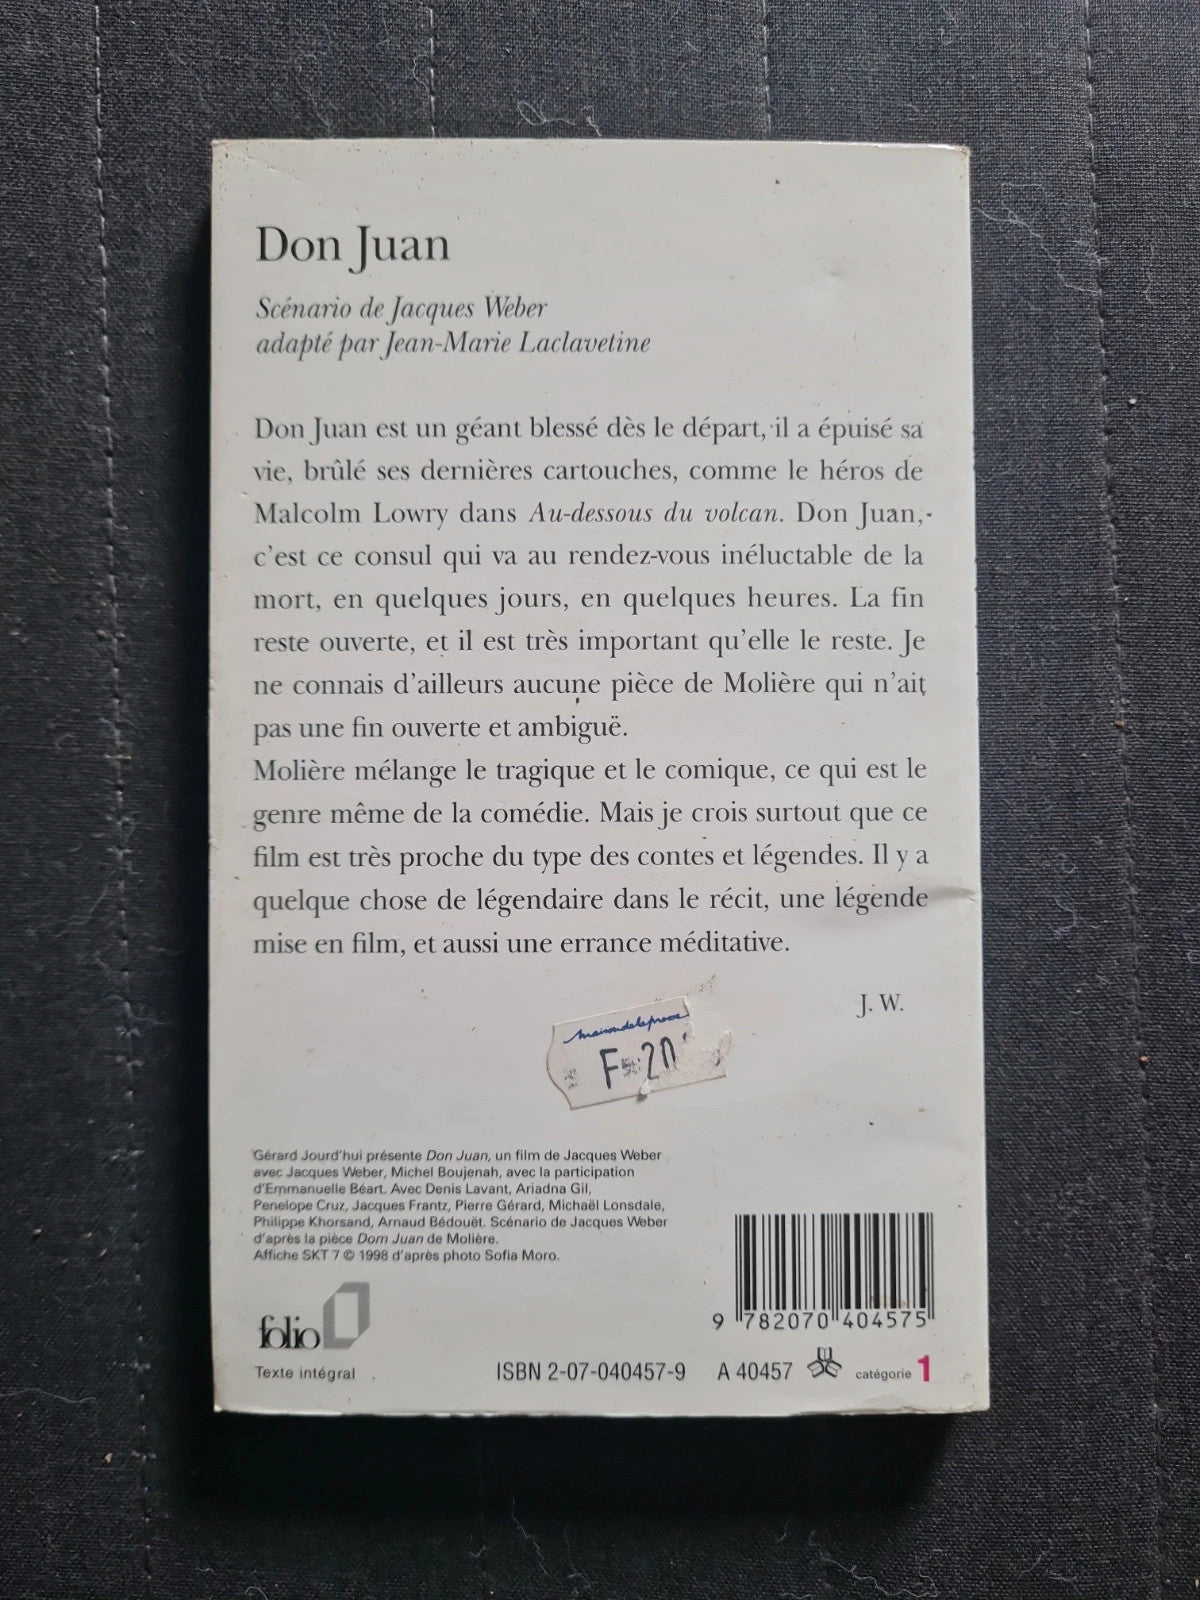 Don Juan
Scénario de Jacques Weber
adapté par Jean-Marie Laclavetine
Don Juan est un géant blessé dès le départ, il a épuisé sa
vie, brûlé ses dernières cartouches, comme le héros de
Malcolm Lowry dans Au-dessous du volcan. Don Juan,
c'est ce consul qui va au rendez-vous inéluctable de la
mort, en quelques jours, en quelques heures. La fin
reste ouverte, et il est très important qu'elle le reste. Je
ne connais d'ailleurs aucune pièce de Molière qui n'ait
pas une fin ouverte et ambiguë.
Molière mélange le tragique et le comique, ce qui est le
genre même de la comédie. Mais je crois surtout que ce
film est très proche du type des contes et légendes. Il y a
quelque chose de légendaire dans le récit, une légende
mise en film, et aussi une errance méditative.
J. W.
maison de la presse
F 20
Gérard Jourd'hui présente Don Juan, un film de Jacques Weber
avec Jacques Weber, Michel Boujenah, avec la participation
d'Emmanuelle Béart. Avec Denis Lavant, Ariadna Gil,
Penelope Cruz, Jacques Frantz, Pierre Gérard, Michaël Lonsdale,
Philippe Khorsand, Arnaud Bédouët. Scénario de Jacques Weber
d'après la pièce Dom Juan de Molière.
Affiche SKT 7 © 1998 d'après photo Sofia Moro.
folio
Texte intégral
9 782070 404575
ISBN 2-07-040457-9 A 40457 catégorie 1